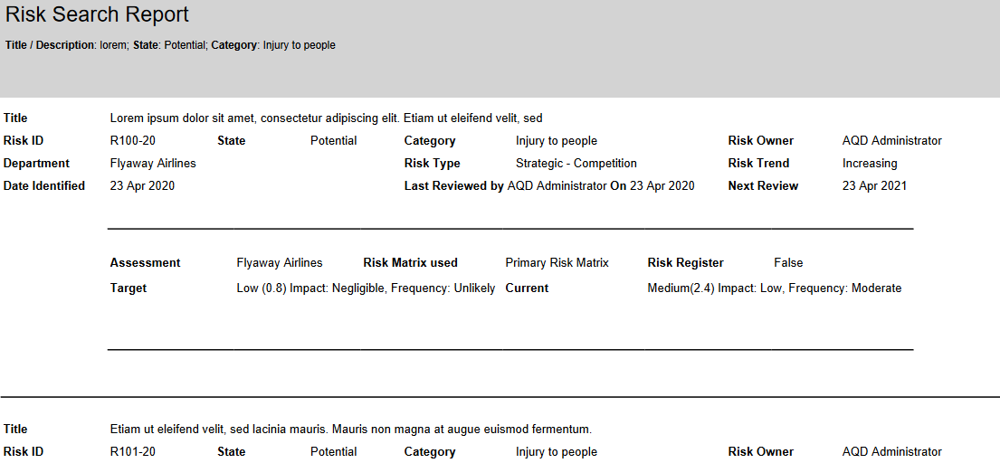 Risk Search Report
Title / Description: lorem; State: Potential; Category: Injury to people
Title Lorem ipsum dolor sit amet, consectetur adipiscing elit. Etiam ut eleifend velit, sed
Risk ID R100-20 State Potential Category Injury to people Risk Owner AQD Administrator
Department Flyaway Airlines Risk Type Strategic - Competition Risk Trend Increasing
Date Identified 23 Apr 2020 Last Reviewed by AQD Administrator On 23 Apr 2020 Next Review 23 Apr 2021
Assessment Flyaway Airlines Risk Matrix used Primary Risk Matrix Risk Register False
Target Low (0.8) Impact: Negligible, Frequency: Unlikely Current Medium(2.4) Impact: Low, Frequency: Moderate
Title Etiam ut eleifend velit, sed lacinia mauris. Mauris non magna at augue euismod fermentum.
Risk ID R101-20 State Potential Category Injury to people Risk Owner AQD Administrator